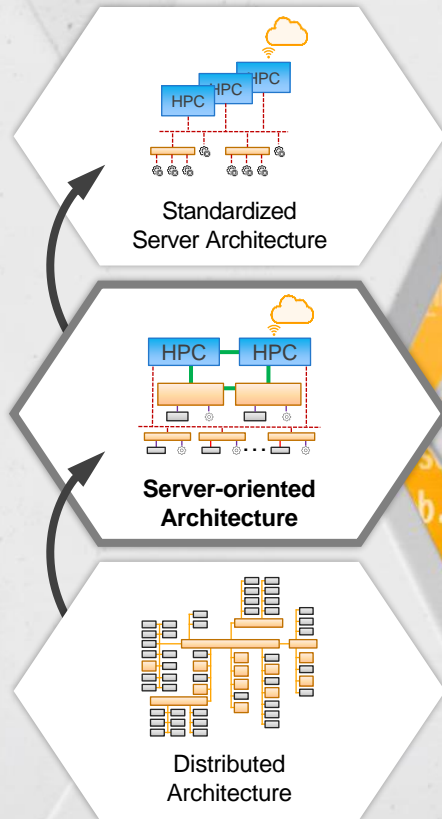 HPC
HPC
HPC
Standardized
Server Architecture
HPC HPC
...
Server-oriented
Architecture
b.
Distributed
Architecture